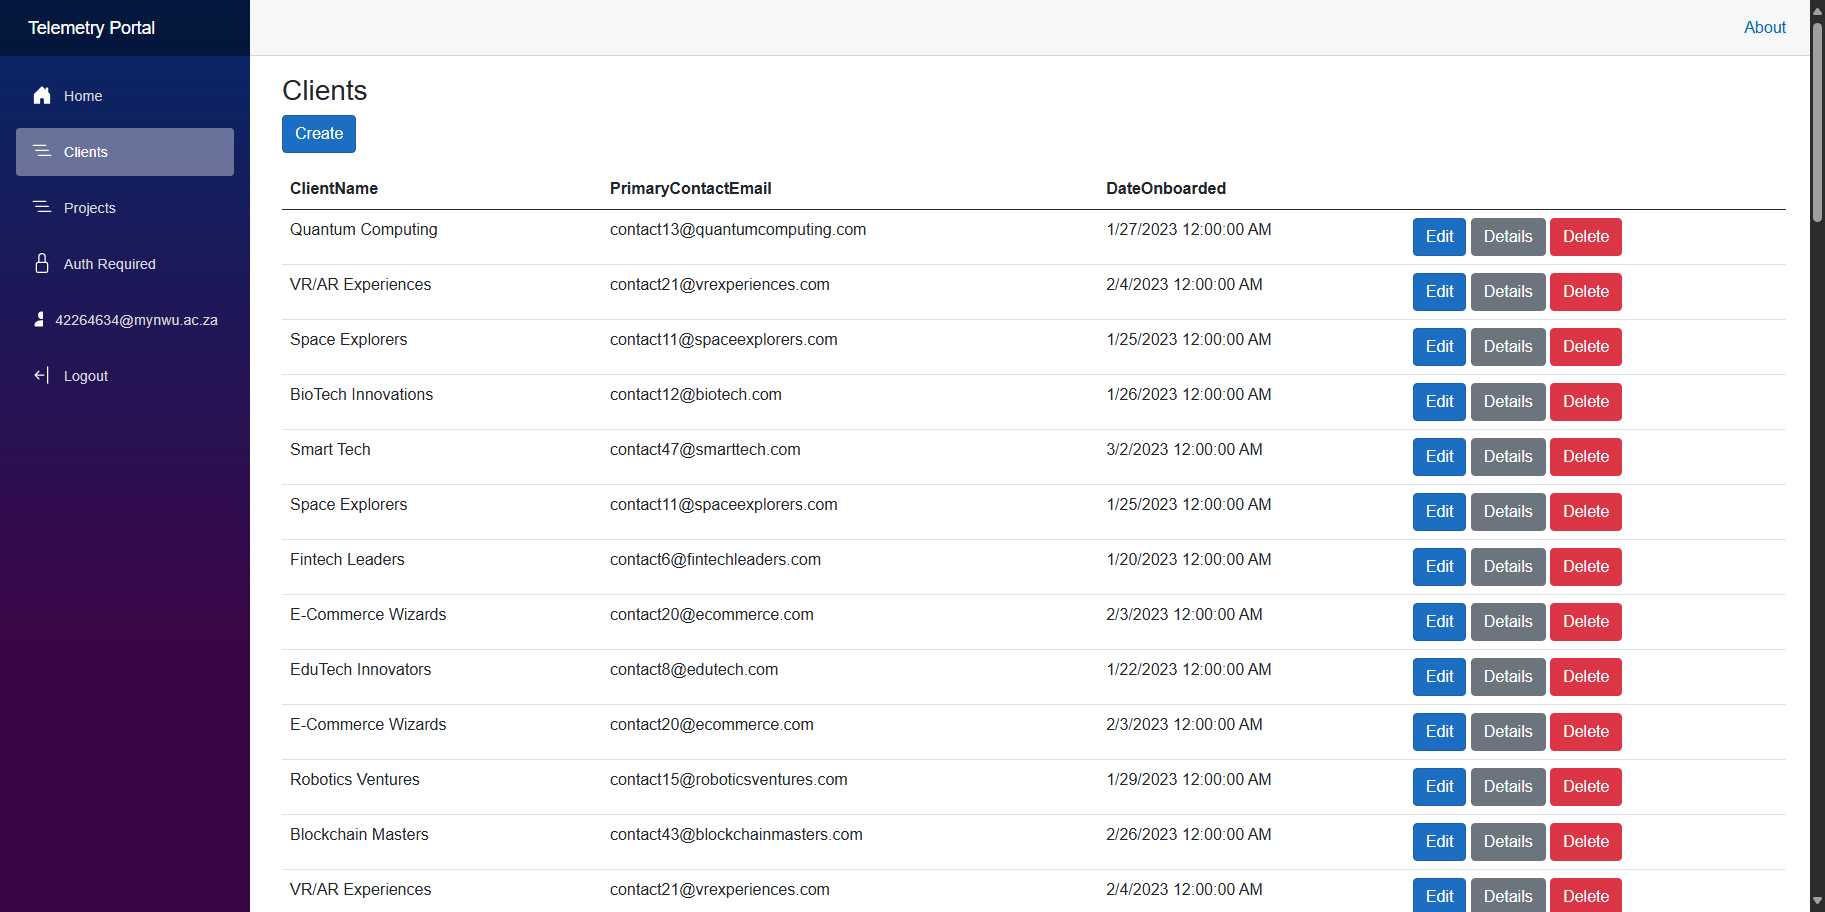 Telemetry Portal
About
Home
Clients
Projects
Auth Required
42264634@mynwu.ac.za
Logout
Clients
Create
ClientName PrimaryContactEmail DateOnboarded
Quantum Computing contact13@quantumcomputing.com 1/27/2023 12:00:00 AM Edit Details Delete
VR/AR Experiences contact21@vrexperiences.com 2/4/2023 12:00:00 AM Edit Details Delete
Space Explorers contact11@spaceexplorers.com 1/25/2023 12:00:00 AM Edit Details Delete
BioTech Innovations contact12@biotech.com 1/26/2023 12:00:00 AM Edit Details Delete
Smart Tech contact47@smarttech.com 3/2/2023 12:00:00 AM Edit Details Delete
Space Explorers contact11@spaceexplorers.com 1/25/2023 12:00:00 AM Edit Details Delete
Fintech Leaders contact6@fintechleaders.com 1/20/2023 12:00:00 AM Edit Details Delete
E-Commerce Wizards contact20@ecommerce.com 2/3/2023 12:00:00 AM Edit Details Delete
EduTech Innovators contact8@edutech.com 1/22/2023 12:00:00 AM Edit Details Delete
E-Commerce Wizards contact20@ecommerce.com 2/3/2023 12:00:00 AM Edit Details Delete
Robotics Ventures contact15@roboticsventures.com 1/29/2023 12:00:00 AM Edit Details Delete
Blockchain Masters contact43@blockchainmasters.com 2/26/2023 12:00:00 AM Edit Details Delete
VR/AR Experiences contact21@vrexperiences.com 2/4/2023 12:00:00 AM Edit Details Delete